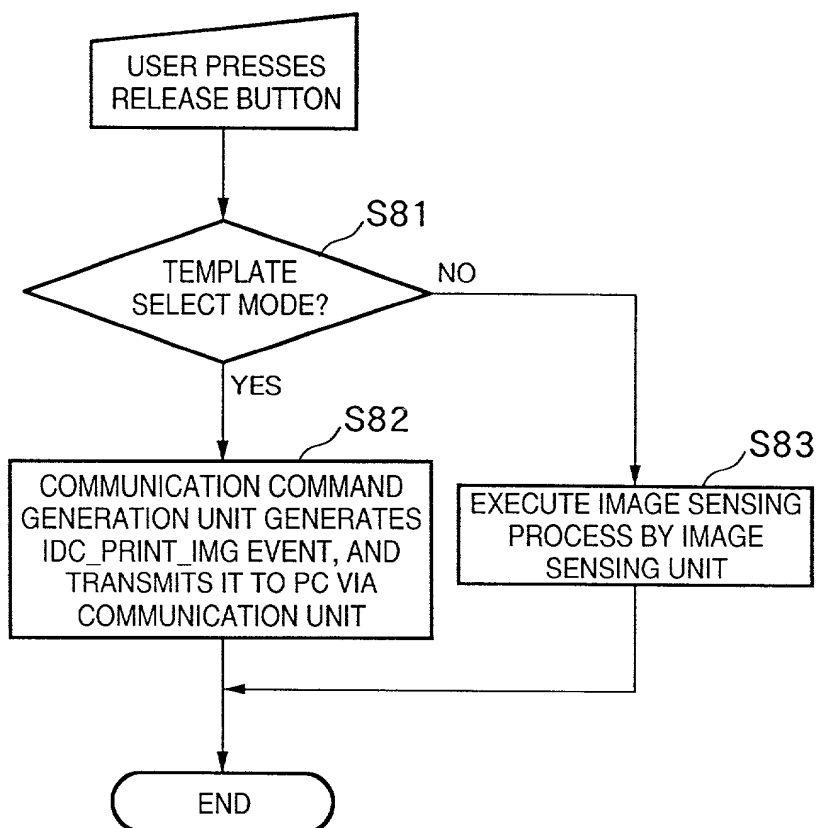 USER PRESSES
RELEASE BUTTON
S81
TEMPLATE
SELECT MODE?
NO
YES
S82
COMMUNICATION COMMAND
GENERATION UNIT GENERATES
IDC_PRINT_IMG EVENT, AND
TRANSMITS IT TO PC VIA
COMMUNICATION UNIT
S83
EXECUTE IMAGE SENSING
PROCESS BY IMAGE
SENSING UNIT
END